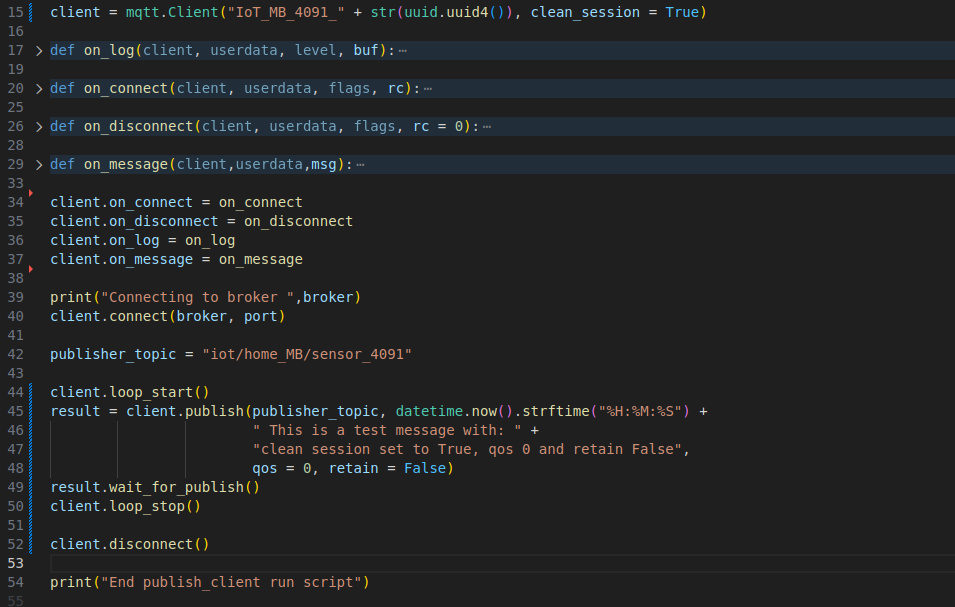 15 client = mqtt.Client("IoT_MB_4091_" + str(uuid.uuid4()), clean_session = True)
16
17 > def on_log(client, userdata, level, buf): ⋯
19
20 > def on_connect(client, userdata, flags, rc): ⋯
25
26 > def on_disconnect(client, userdata, flags, rc = 0): ⋯
28
29 > def on_message(client,userdata,msg): ⋯
33
34 client.on_connect = on_connect
35 client.on_disconnect = on_disconnect
36 client.on_log = on_log
37 client.on_message = on_message
38
39 print("Connecting to broker ",broker)
40 client.connect(broker, port)
41
42 publisher_topic = "iot/home_MB/sensor_4091"
43
44 client.loop_start()
45 result = client.publish(publisher_topic, datetime.now().strftime("%H:%M:%S") +
46                         " This is a test message with: " +
47                         "clean session set to True, qos 0 and retain False",
48                         qos = 0, retain = False)
49 result.wait_for_publish()
50 client.loop_stop()
51
52 client.disconnect()
53
54 print("End publish_client run script")
55